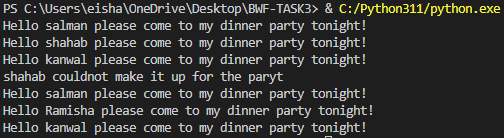 PS C:\Users\eisha\OneDrive\Desktop\BWF-TASK3> & C:/Python311/python.exe
Hello salman please come to my dinner party tonight!
Hello shahab please come to my dinner party tonight!
Hello kanwal please come to my dinner party tonight!
shahab couldnot make it up for the paryt
Hello salman please come to my dinner party tonight!
Hello Ramisha please come to my dinner party tonight!
Hello kanwal please come to my dinner party tonight!